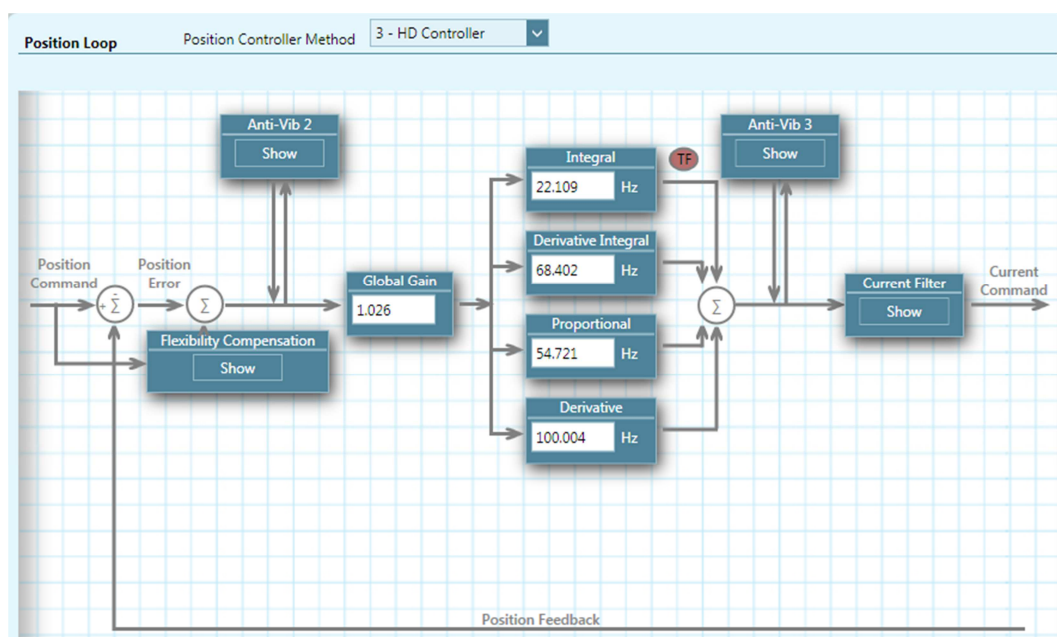 Position Loop
Position Controller Method
3 - HD Controller
Anti-Vib 2
Show
Anti-Vib 3
Show
Integral
22.109 Hz
TF
Derivative Integral
68.402 Hz
Position
Command
Position
Error
+
-
Σ
Σ
Global Gain
1.026
Σ
Current Filter
Show
Current
Command
Flexibility Compensation
Show
Proportional
54.721 Hz
Derivative
100.004 Hz
Position Feedback